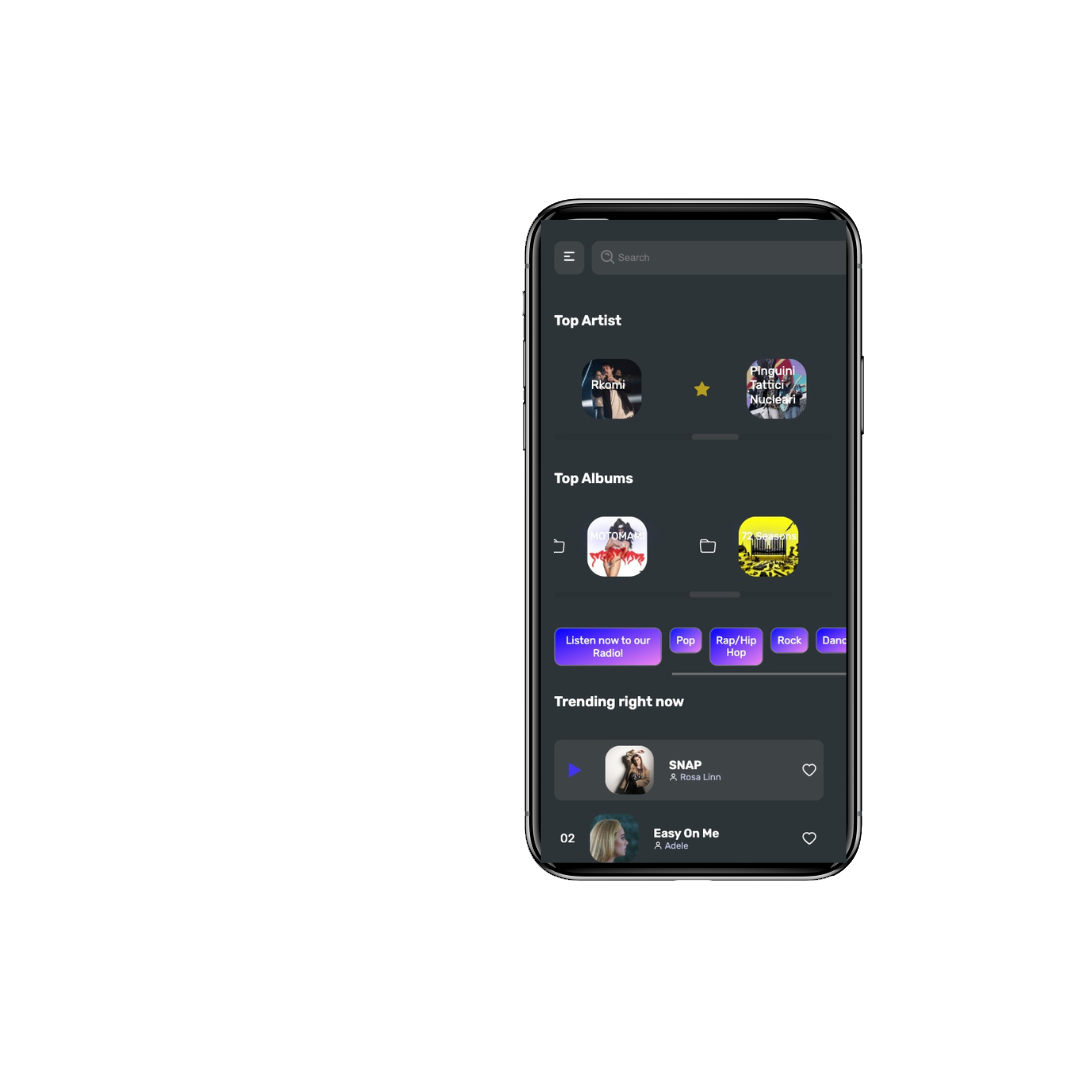 Search
Top Artist
Rkomi
Pinguini
Tattici
Nucleari
Top Albums
MOTOMAMI
72 Seasons
Listen now to our
Radio!
Pop
Rap/Hip
Hop
Rock
Danc
Trending right now
SNAP
Rosa Linn
02
Easy On Me
Adele